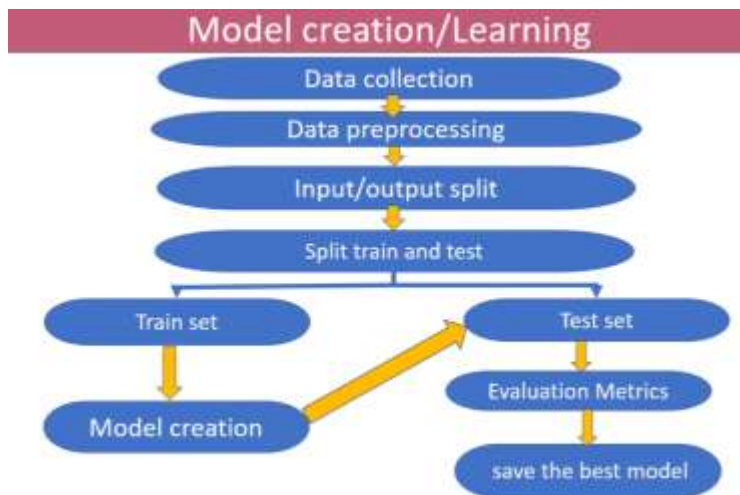 Model creation/Learning
Data collection
Data preprocessing
Input/output split
Split train and test
Train set
Test set
Model creation
Evaluation Metrics
save the best model